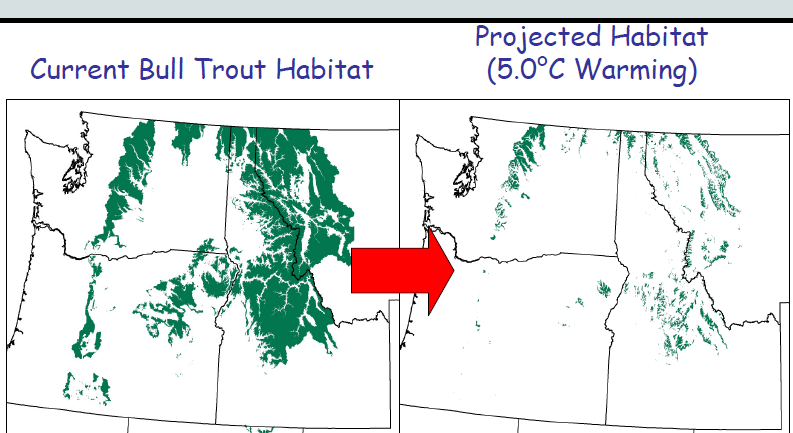 Current Bull Trout Habitat
Projected Habitat
(5.0°C Warming)